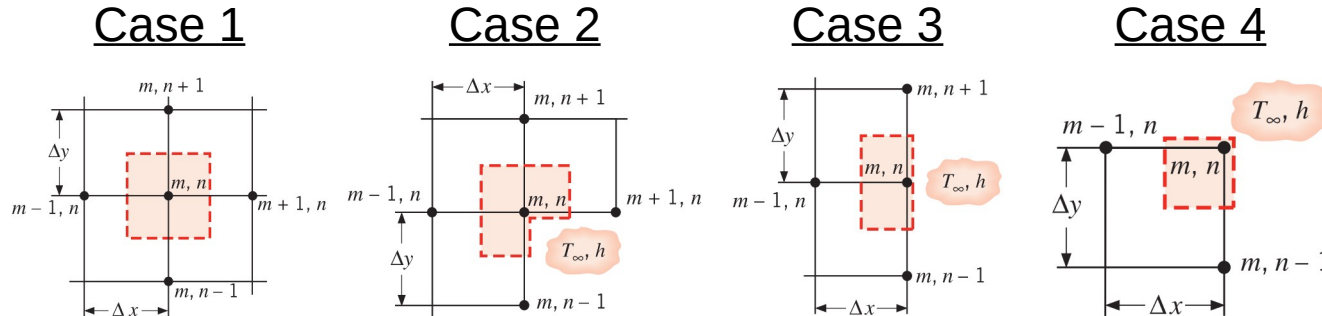 Case 1
m, n + 1
Δy
m, n
m − 1, n
m + 1, n
m, n − 1
Δx
Case 2
Δx
m, n + 1
m − 1, n
m, n
m + 1, n
Δy
T∞, h
m, n − 1
Case 3
m, n + 1
Δy
m, n
T∞, h
m − 1, n
m, n − 1
Δx
Case 4
T∞, h
m − 1, n
m, n
Δy
m, n − 1
Δx